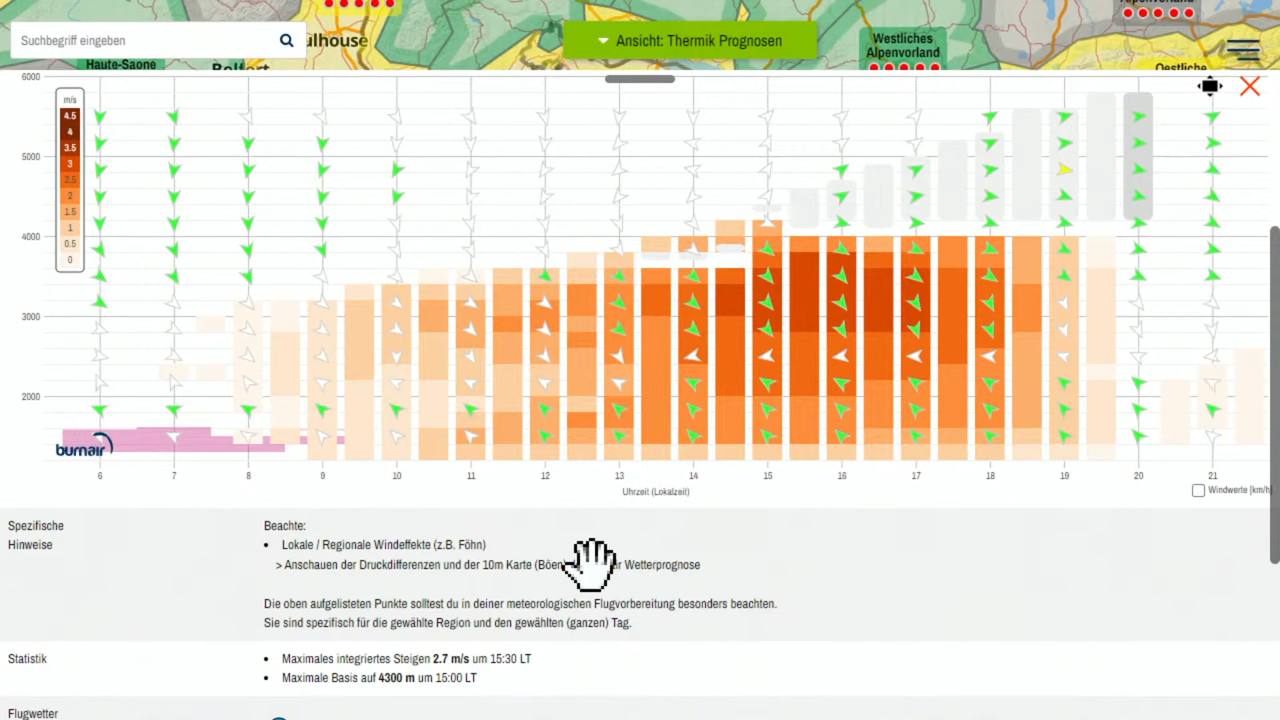 Alpenvorland
Suchbegriff eingeben
ulhouse
Ansicht: Thermik Prognosen
Westliches
Alpenvorland
Haute-Saone
Belfort
Oestliche
6000
5000
4000
3000
2000
m/s
4.5
4
3.5
3
2.5
2
1.5
1
0.5
0
burnair
6 7 8 9 10 11 12 13 14 15 16 17 18 19 20 21
Uhrzeit (Lokalzeit)
Windwerte [km/h]
Spezifische
Hinweise
Beachte:
• Lokale / Regionale Windeffekte (z.B. Föhn)
> Anschauen der Druckdifferenzen und der 10m Karte (Böen) Wetterprognose
Die oben aufgelisteten Punkte solltest du in deiner meteorologischen Flugvorbereitung besonders beachten.
Sie sind spezifisch für die gewählte Region und den gewählten (ganzen) Tag.
Statistik
• Maximales integriertes Steigen 2.7 m/s um 15:30 LT
• Maximale Basis auf 4300 m um 15:00 LT
Flugwetter